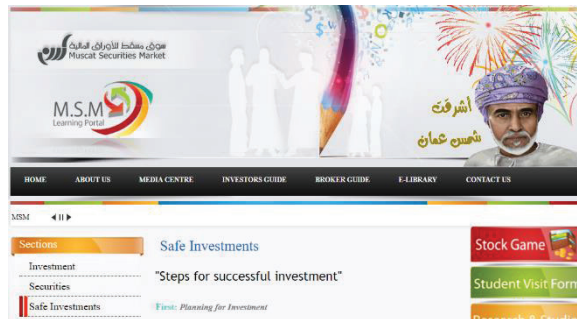 سوق مسقط للأوراق المالية
Muscat Securities Market
M.S.M
Learning Portal
أشرقت
شمس عمان
HOME ABOUT US MEDIA CENTRE INVESTORS GUIDE BROKER GUIDE E-LIBRARY CONTACT US
MSM
Sections
Investment
Securities
Safe Investments
Safe Investments
"Steps for successful investment"
First: Planning for Investment
Stock Game
Student Visit Form